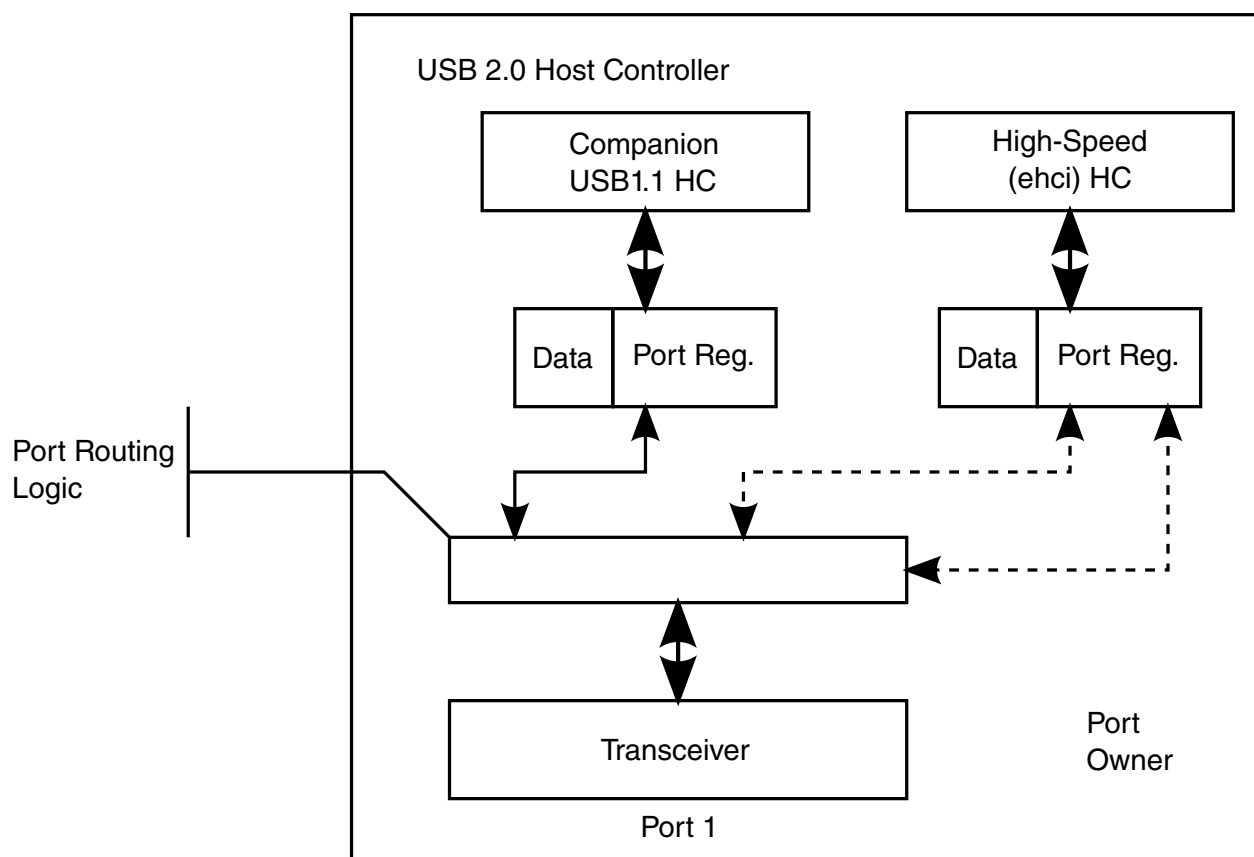 USB 2.0 Host Controller
Companion
USB1.1 HC
High-Speed
(ehci) HC
Data
Port Reg.
Data
Port Reg.
Port Routing
Logic
Transceiver
Port
Owner
Port 1